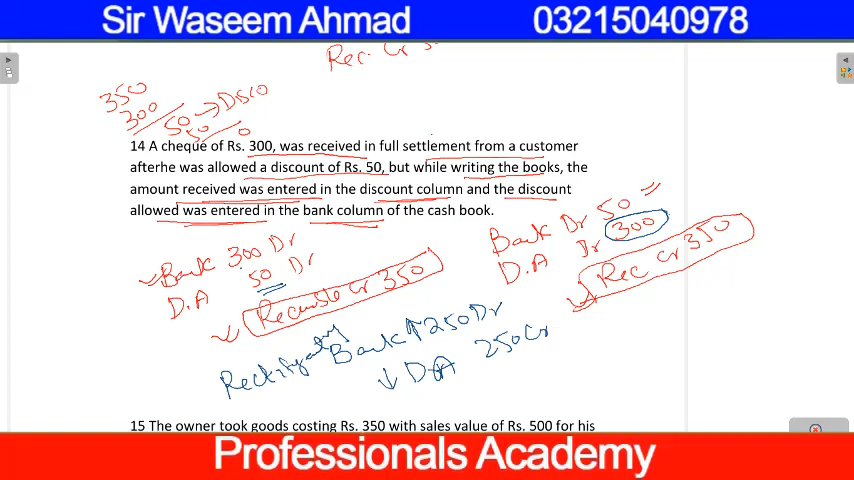 Sir Waseem Ahmad 03215040978
Rec. Cr
350
300
50 → Disco
50/0
14 A cheque of Rs. 300, was received in full settlement from a customer
afterhe was allowed a discount of Rs. 50, but while writing the books, the
amount received was entered in the discount column and the discount
allowed was entered in the bank column of the cash book.
Bank 300 Dr
D.A 50 Dr
Bank Dr 50
D.A Dr 300
Rec Cr 350
Cr 350
Bank ↑ 250 Dr
↓ DA 250 Cr
15 The owner took goods costing Rs. 350 with sales value of Rs. 500 for his
Professionals Academy